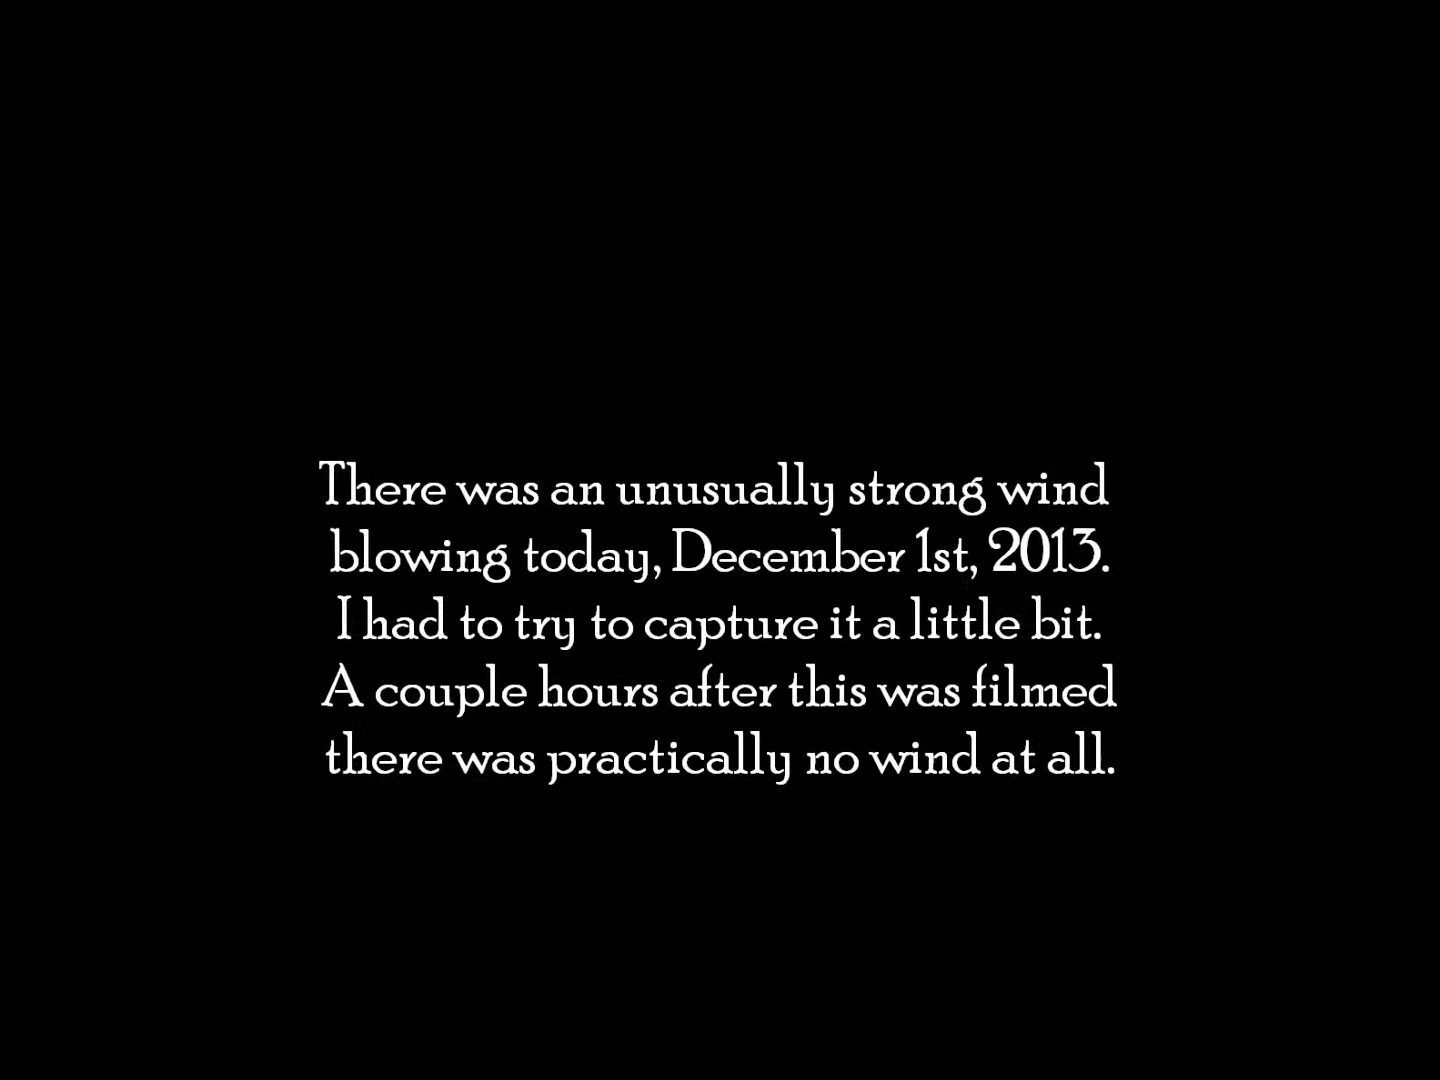 There was an unusually strong wind
blowing today, December 1st, 2013.
I had to try to capture it a little bit.
A couple hours after this was filmed
there was practically no wind at all.